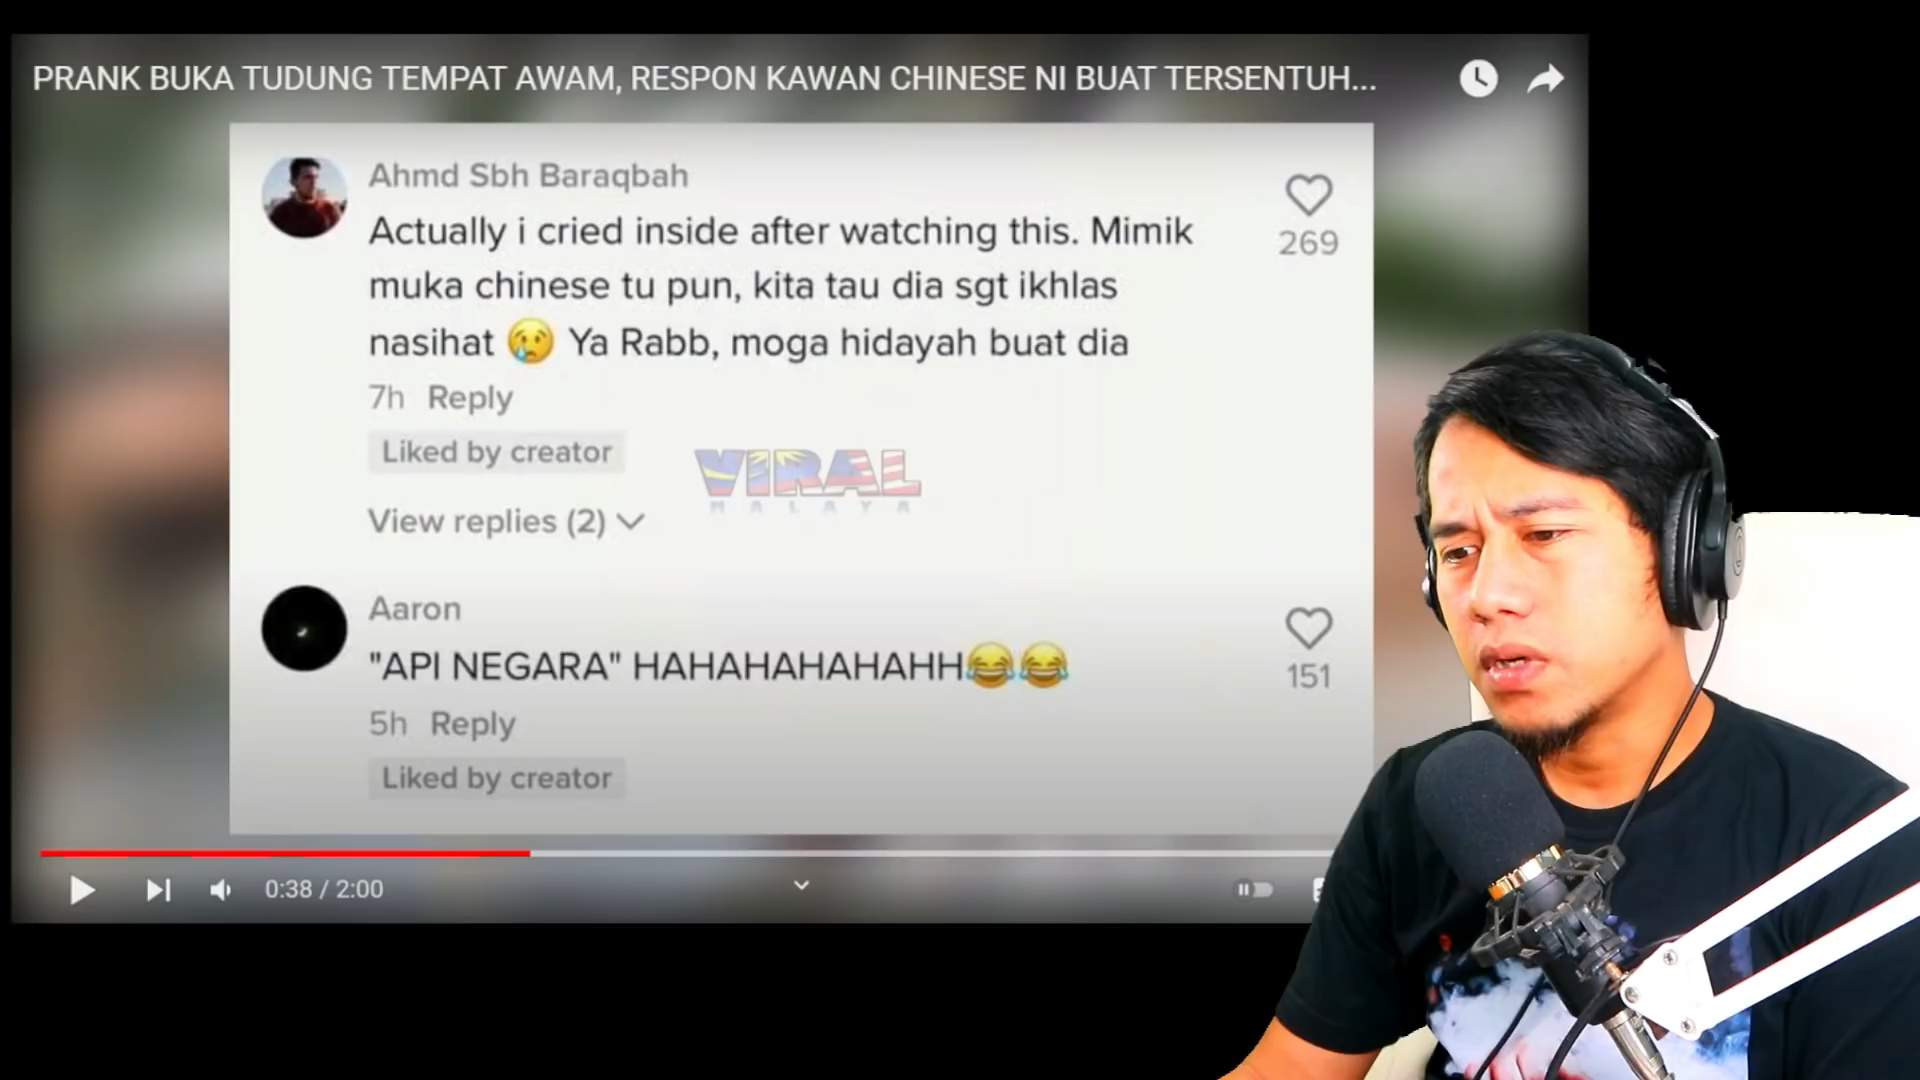 PRANK BUKA TUDUNG TEMPAT AWAM, RESPON KAWAN CHINESE NI BUAT TERSENTUH...
Ahmd Sbh Baraqbah
Actually i cried inside after watching this. Mimik
muka chinese tu pun, kita tau dia sgt ikhlas
nasihat 😢 Ya Rabb, moga hidayah buat dia
269
7h Reply
Liked by creator
VIRAL
MALAYA
View replies (2)
Aaron
"API NEGARA" HAHAHAHAHAHH😂😂
151
5h Reply
Liked by creator
0:38 / 2:00